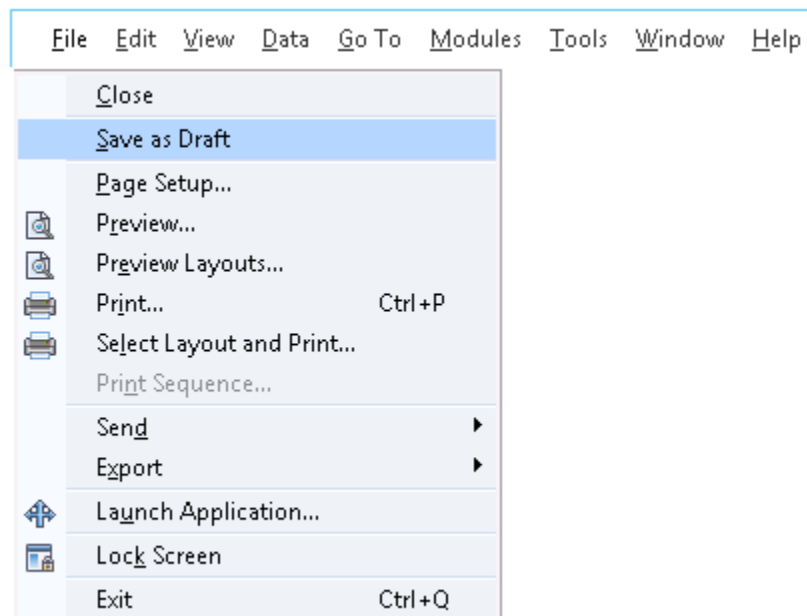 File Edit View Data Go To Modules Tools Window Help
Close
Save as Draft
Page Setup...
Preview...
Preview Layouts...
Print... Ctrl+P
Select Layout and Print...
Print Sequence...
Send
Export
Launch Application...
Lock Screen
Exit Ctrl+Q